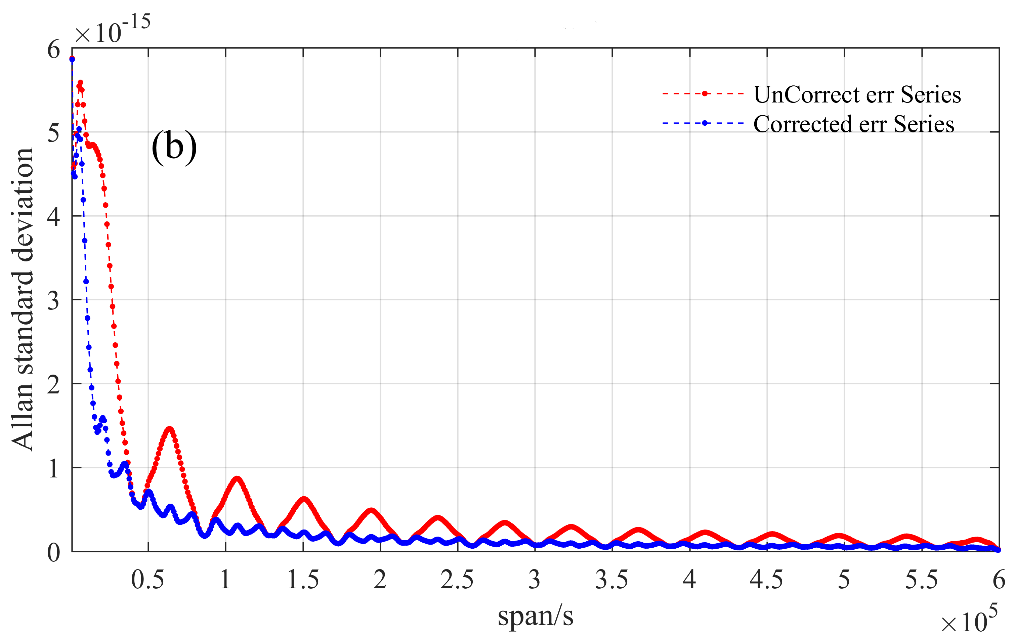 ×10⁻¹⁵
6
5
4
3
2
1
0
Allan standard deviation
(b)
UnCorrect err Series
Corrected err Series
0.5 1 1.5 2 2.5 3 3.5 4 4.5 5 5.5 6
span/s
×10⁵